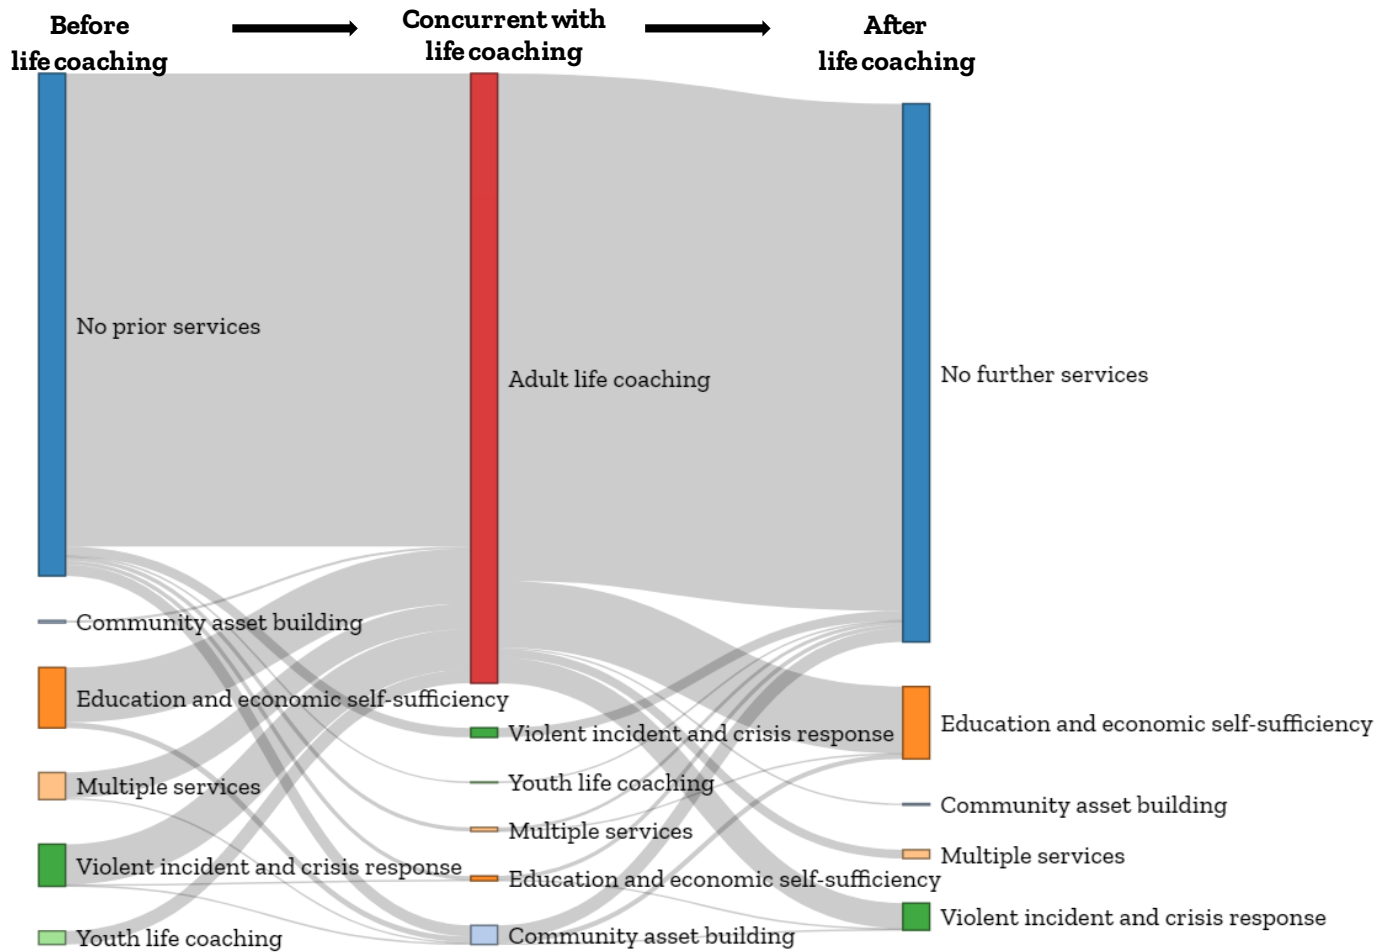 Before
life coaching
Concurrent with
life coaching
After
life coaching
No prior services
Community asset building
Education and economic self-sufficiency
Multiple services
Violent incident and crisis response
Youth life coaching
Adult life coaching
Violent incident and crisis response
Youth life coaching
Multiple services
Education and economic self-sufficiency
Community asset building
No further services
Education and economic self-sufficiency
Community asset building
Multiple services
Violent incident and crisis response